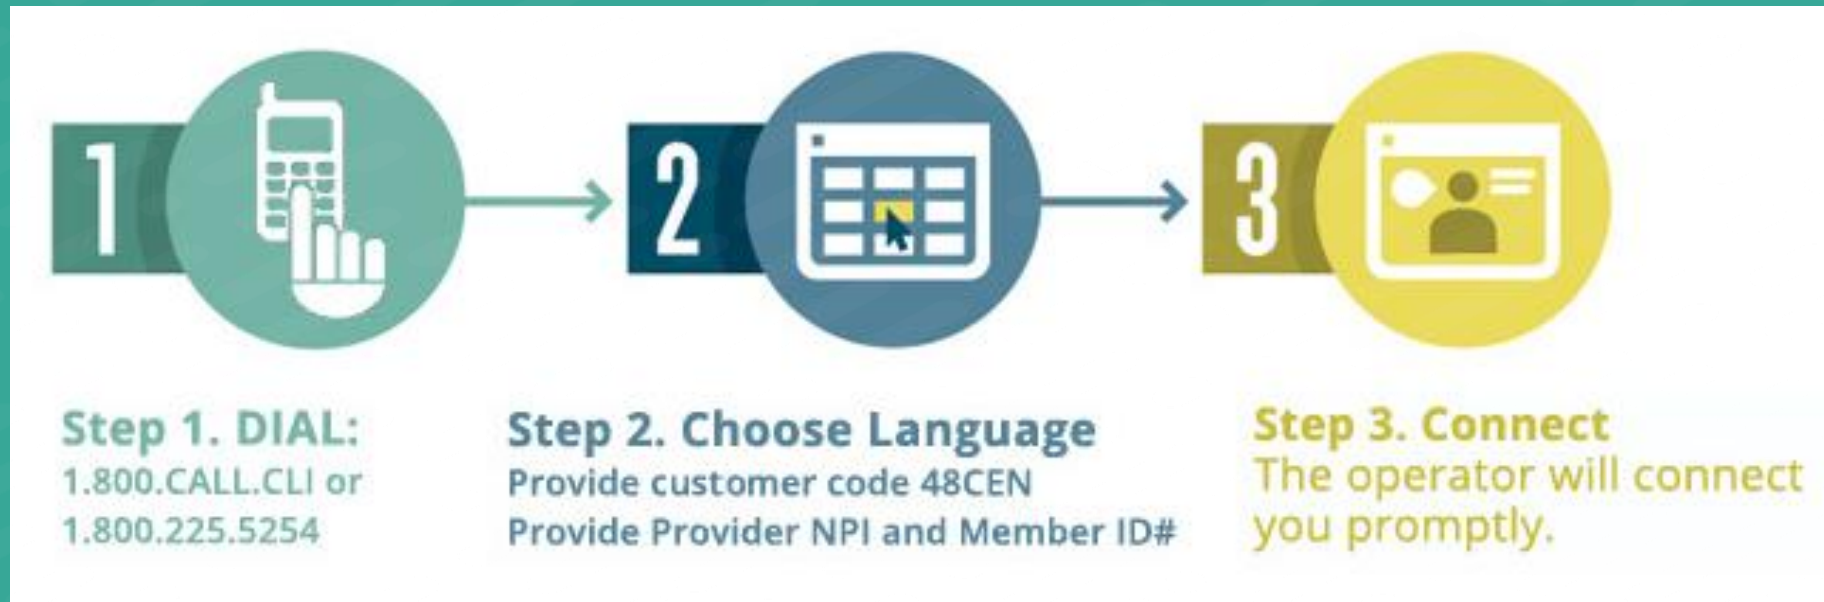 1
2
3
Step 1. DIAL:
1.800.CALL.CLI or
1.800.225.5254
Step 2. Choose Language
Provide customer code 48CEN
Provide Provider NPI and Member ID#
Step 3. Connect
The operator will connect
you promptly.